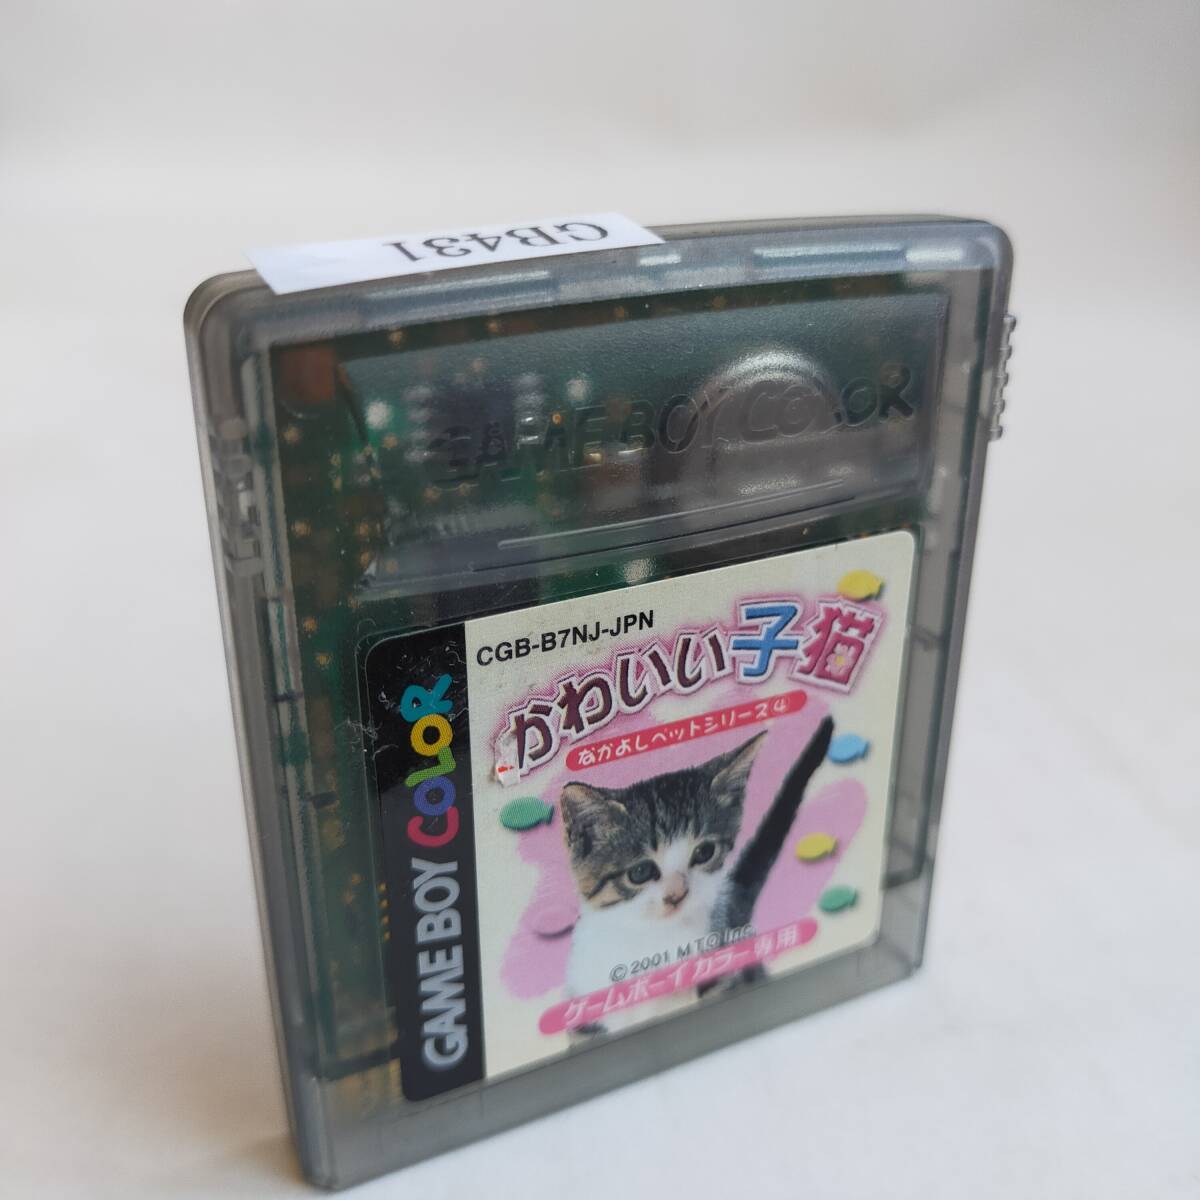 GB431
GAME BOY COLOR
CGB-B7NJ-JPN
かわいい子猫
なかよしペットシリーズ④
GAME BOY COLOR
©2001 MTO Inc.
ゲームボーイカラー専用